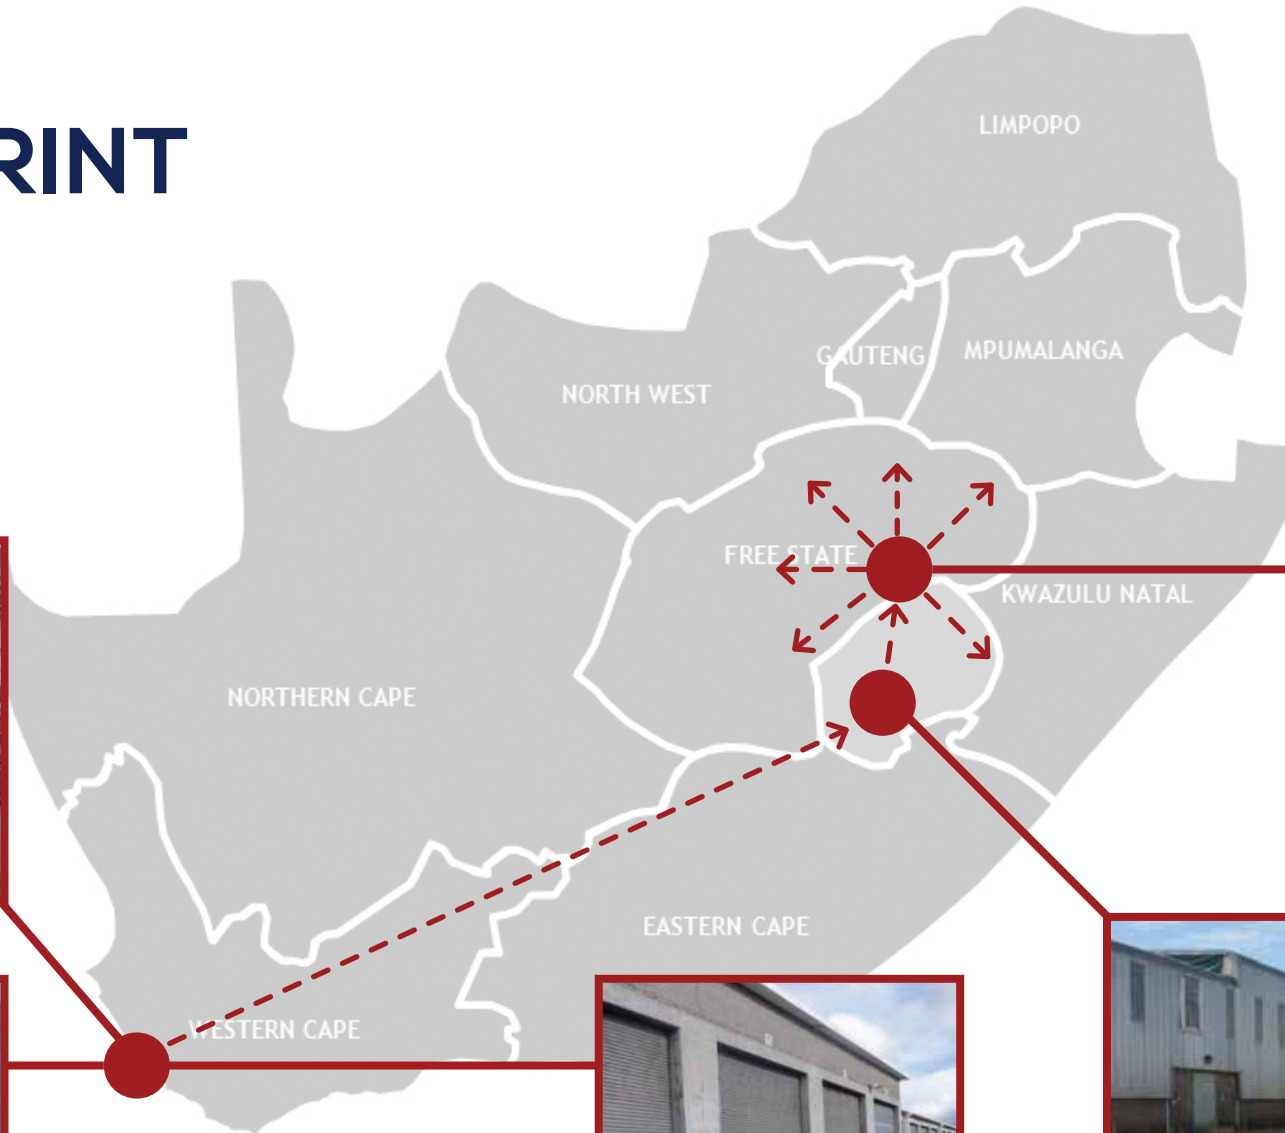 RINT
LIMPOPO
GAUTENG
MPUMALANGA
NORTH WEST
FREE STATE
KWAZULU NATAL
NORTHERN CAPE
EASTERN CAPE
WESTERN CAPE